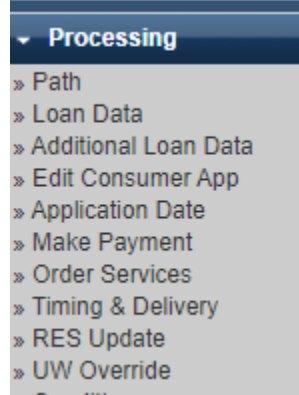 Processing
» Path
» Loan Data
» Additional Loan Data
» Edit Consumer App
» Application Date
» Make Payment
» Order Services
» Timing & Delivery
» RES Update
» UW Override